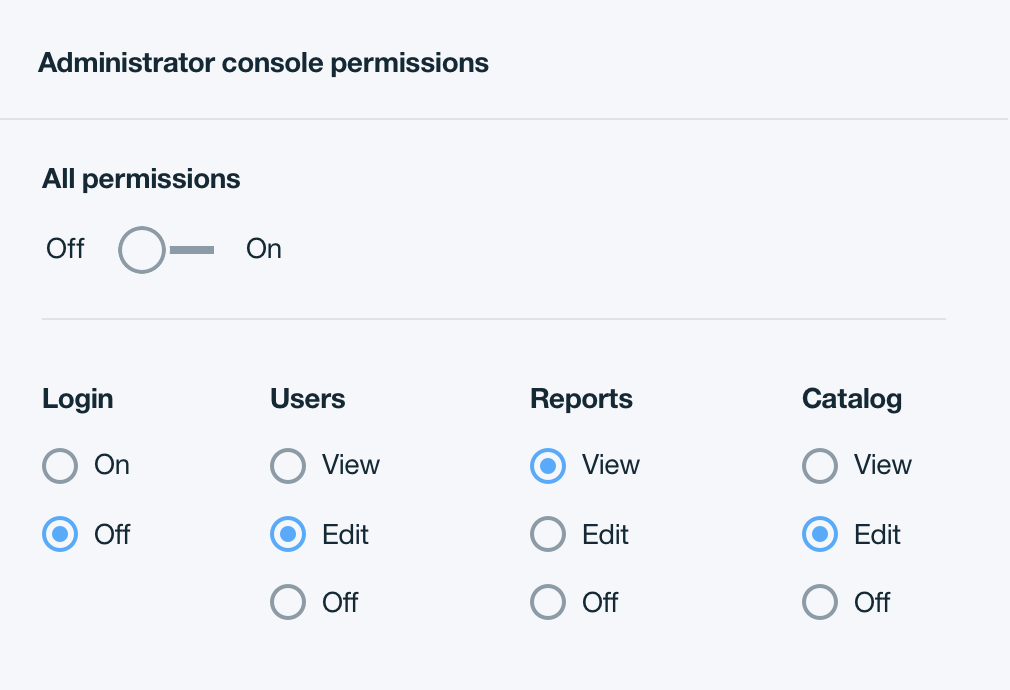 Administrator console permissions
All permissions
Off On
Login Users Reports Catalog
On View View View
Off Edit Edit Edit
Off Off Off